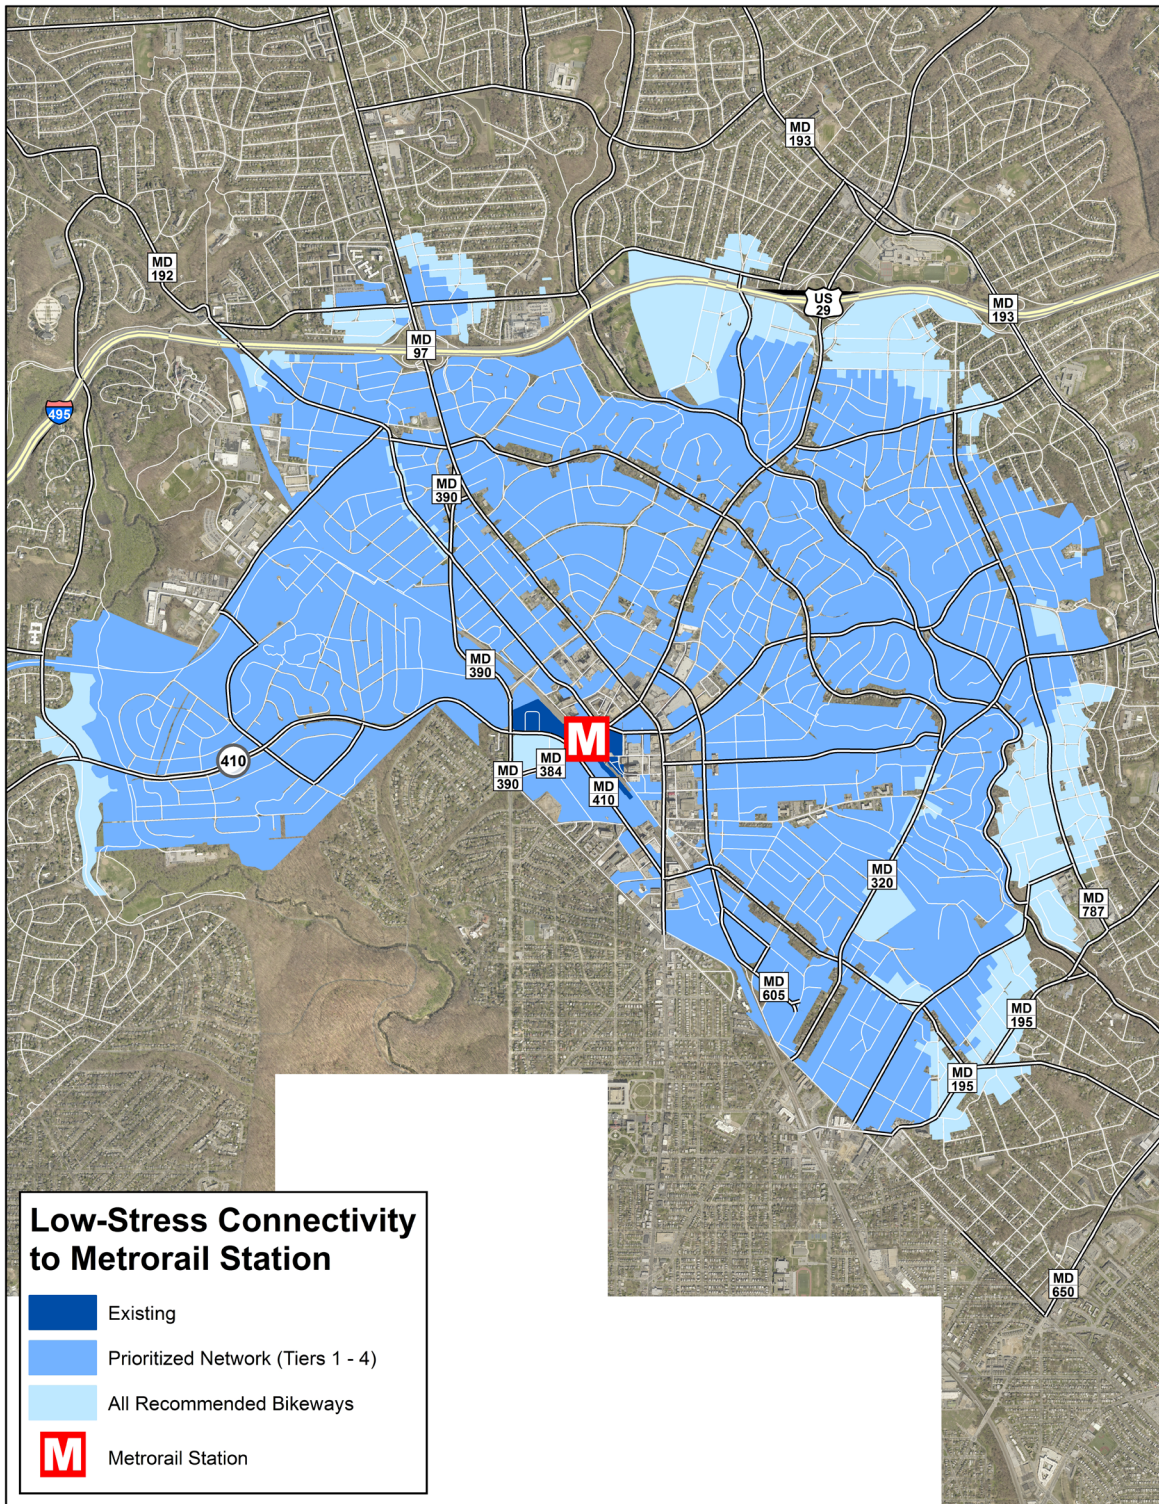 MD
193
MD
192
US
29
MD
193
MD
97
495
MD
390
MD
390
410
MD
384
MD
390
MD
410
MD
320
MD
787
MD
605
MD
195
MD
195
MD
650
M
Low-Stress Connectivity
to Metrorail Station
Existing
Prioritized Network (Tiers 1 - 4)
All Recommended Bikeways
M
Metrorail Station